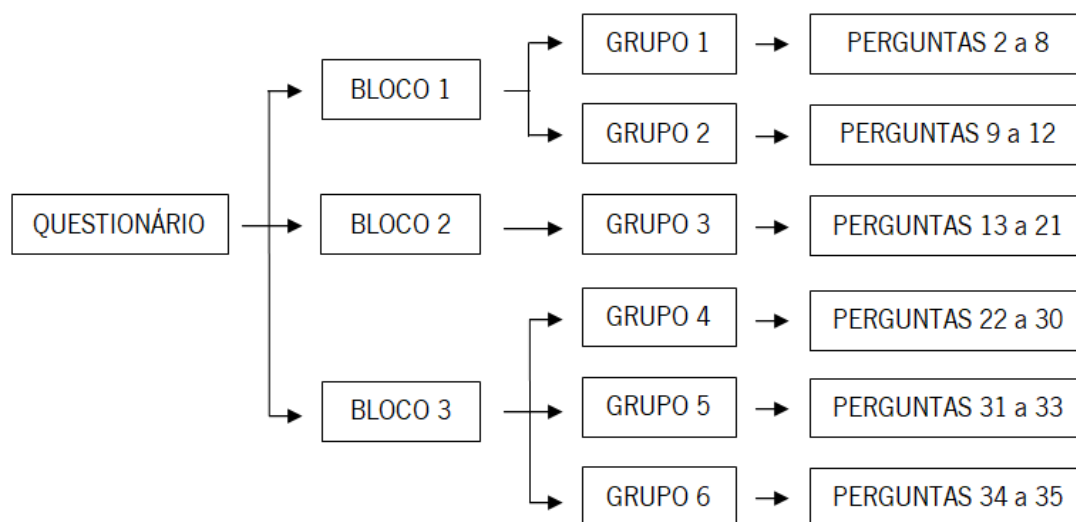 QUESTIONÁRIO
BLOCO 1
GRUPO 1
PERGUNTAS 2 a 8
GRUPO 2
PERGUNTAS 9 a 12
BLOCO 2
GRUPO 3
PERGUNTAS 13 a 21
BLOCO 3
GRUPO 4
PERGUNTAS 22 a 30
GRUPO 5
PERGUNTAS 31 a 33
GRUPO 6
PERGUNTAS 34 a 35